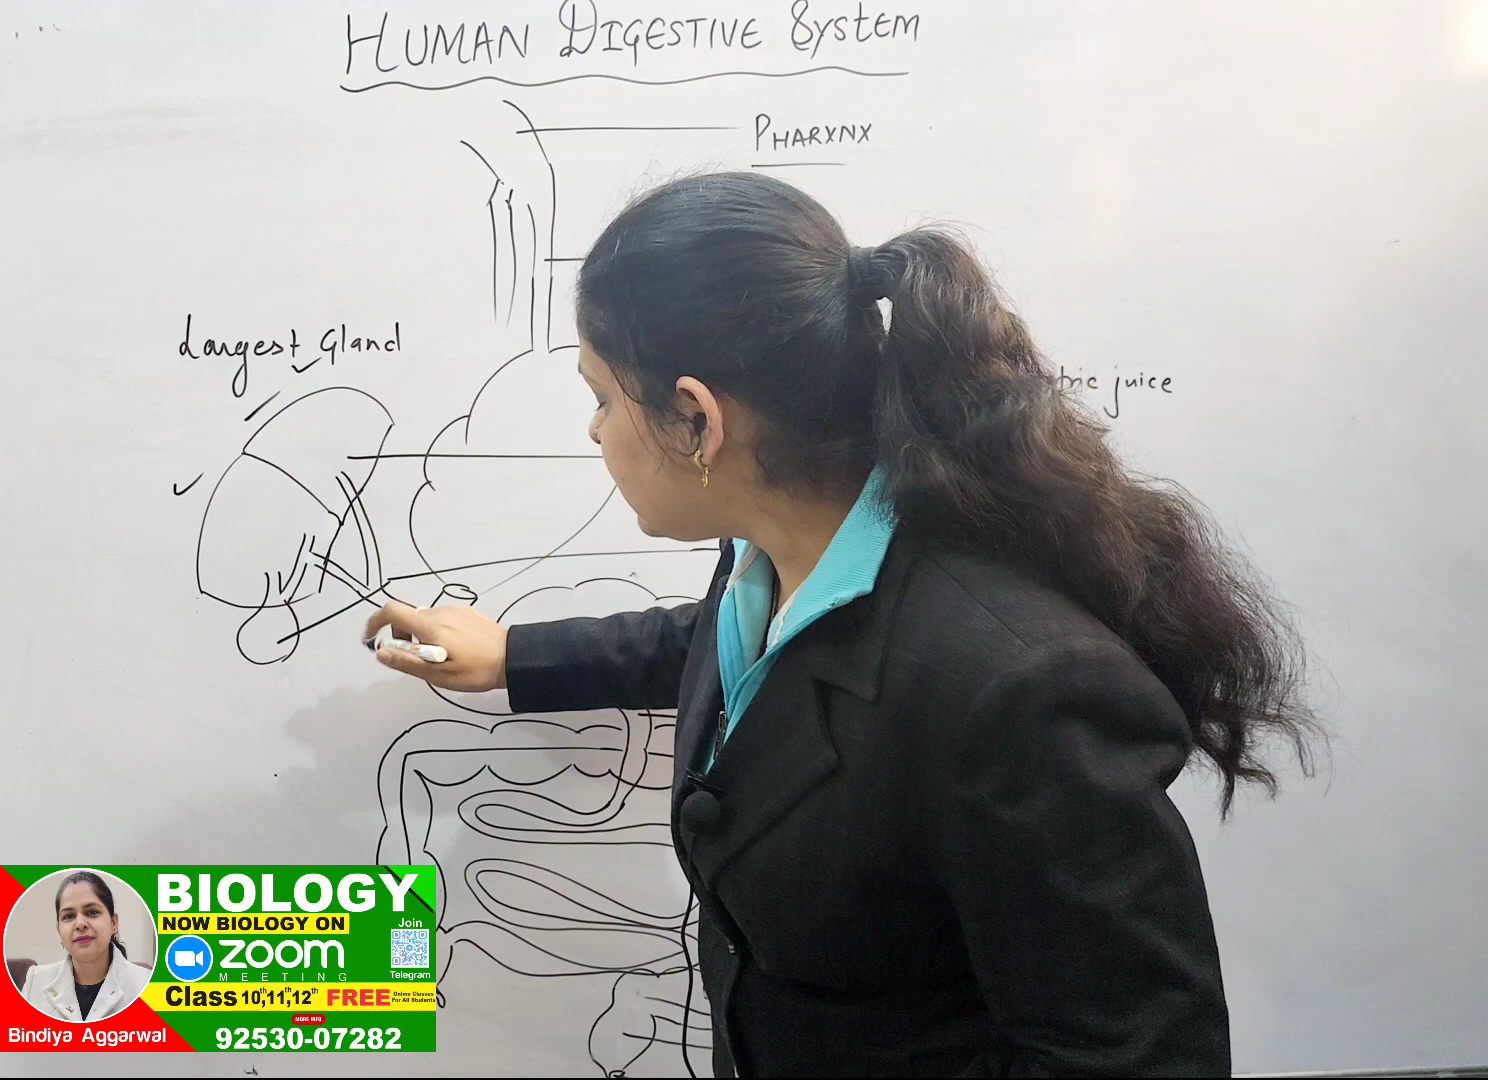 HUMAN DIGESTIVE SYSTEM
PHARXNX
Largest Gland
juice
BIOLOGY
NOW BIOLOGY ON
Join
zoom
MEETING
Telegram
Class 10th,11th,12th FREE
Online Classes
For All Students
MORE INFO
Bindiya Aggarwal
92530-07282